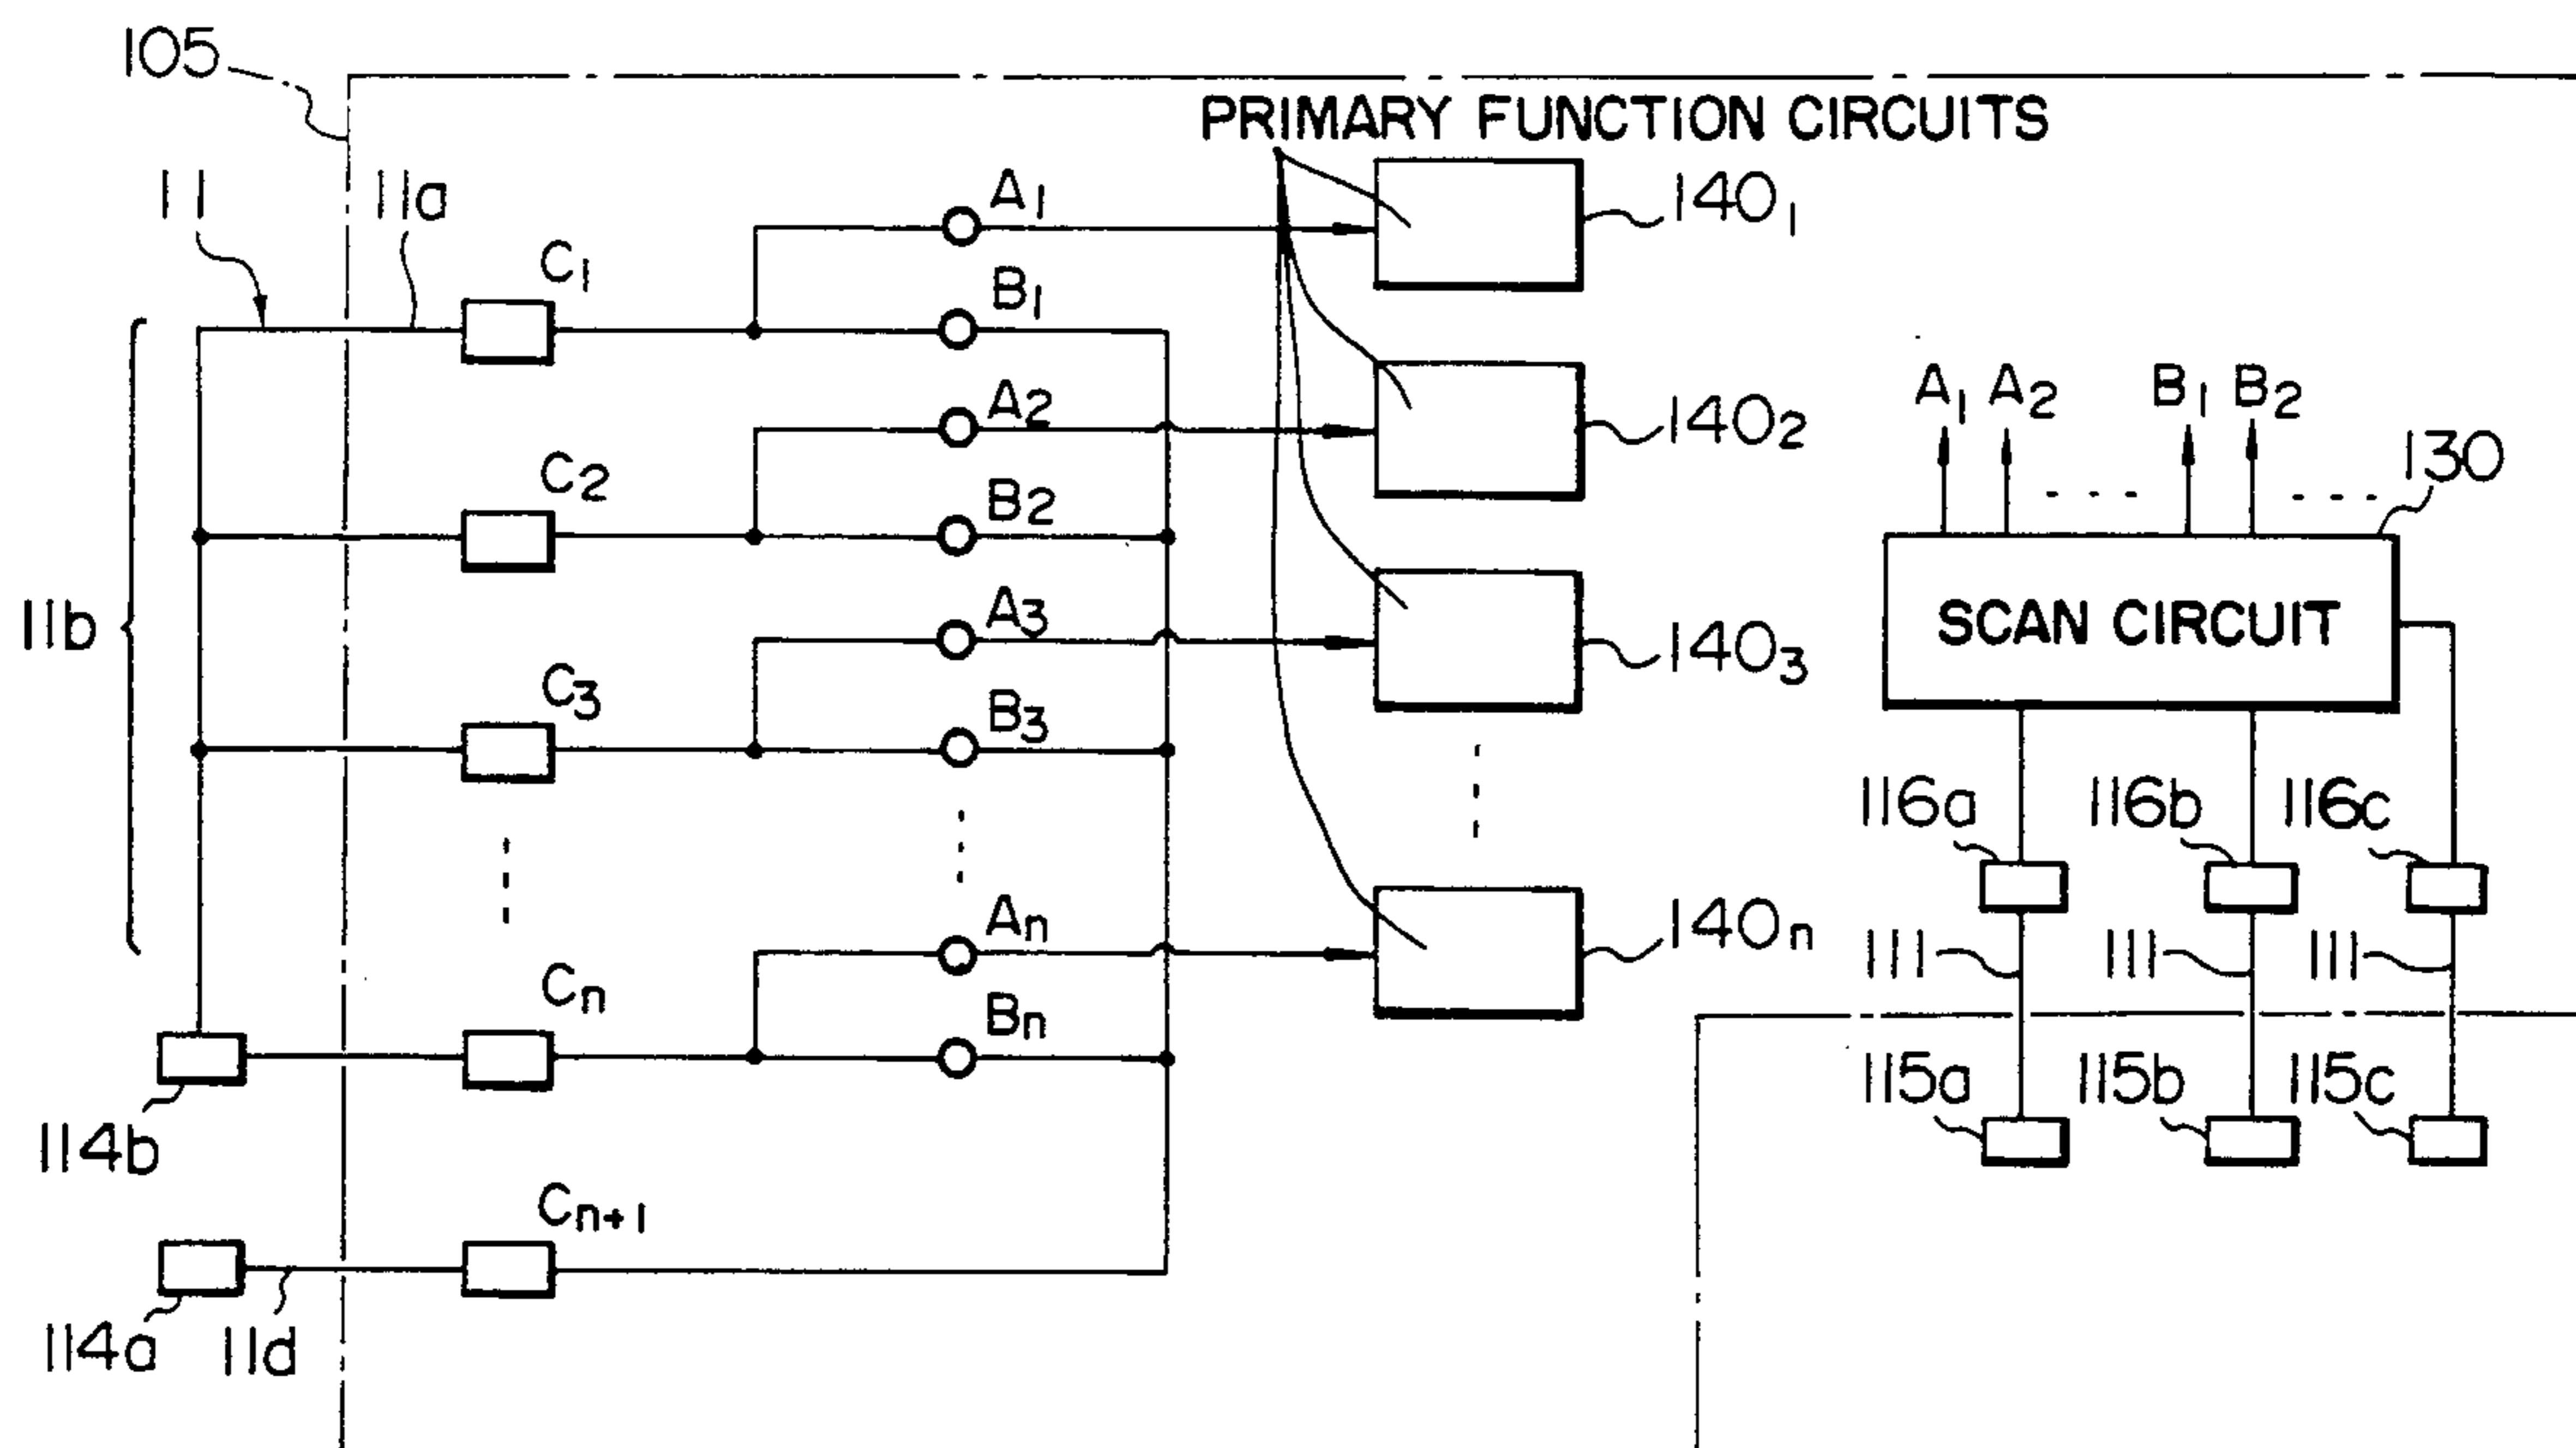 105
PRIMARY FUNCTION CIRCUITS
11
11a
A1
1401
C1
B1
A2
1402
A1 A2 B1 B2
130
C2
B2
11b
A3
SCAN CIRCUIT
1403
C3
B3
116a 116b 116c
An
140n
111 111 111
Cn
Bn
115a 115b 115c
114b
Cn+1
114a
11d